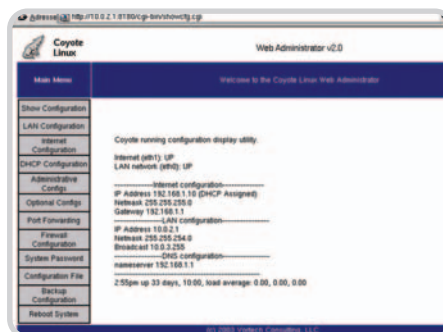 Adresse http://10.0.2.1:8180/cgi-bin/showcfg.cgi
Coyote
Linux
Web Administrator v2.0
Main Menu
Welcome to the Coyote Linux Web Administrator
Show Configuration
LAN Configuration
Internet
Configuration
DHCP Configuration
Administrative
Configs
Optional Configs
Port Forwarding
Firewall
Configuration
System Password
Configuration File
Backup
Configuration
Reboot System
Coyote running configuration display utility.
Internet (eth1): UP
LAN network (eth0): UP
----------------Internet configuration-----------------
IP Address 192.168.1.10 (DHCP Assigned)
Netmask 255.255.255.0
Gateway 192.168.1.1
--------------------LAN configuration--------------------
IP Address 10.0.2.1
Netmask 255.255.254.0
Broadcast 10.0.3.255
--------------------DNS configuration--------------------
nameserver 192.168.1.1
------------------------------------------------------------
2:55pm up 33 days, 10:00, load average: 0.00, 0.00, 0.00
(c) 2003 Vortech Consulting, LLC